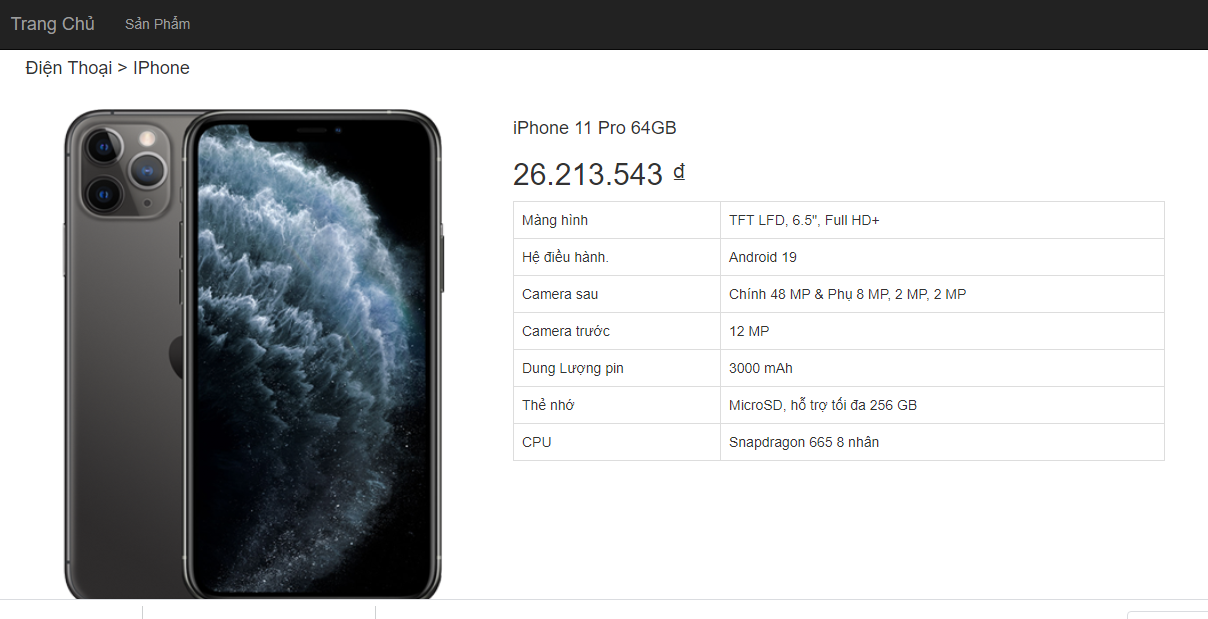 Trang Chủ Sản Phẩm
Điện Thoại > IPhone
iPhone 11 Pro 64GB
26.213.543 ₫
Màng hình TFT LFD, 6.5", Full HD+
Hệ điều hành. Android 19
Camera sau Chính 48 MP & Phụ 8 MP, 2 MP, 2 MP
Camera trước 12 MP
Dung Lượng pin 3000 mAh
Thẻ nhớ MicroSD, hỗ trợ tối đa 256 GB
CPU Snapdragon 665 8 nhân